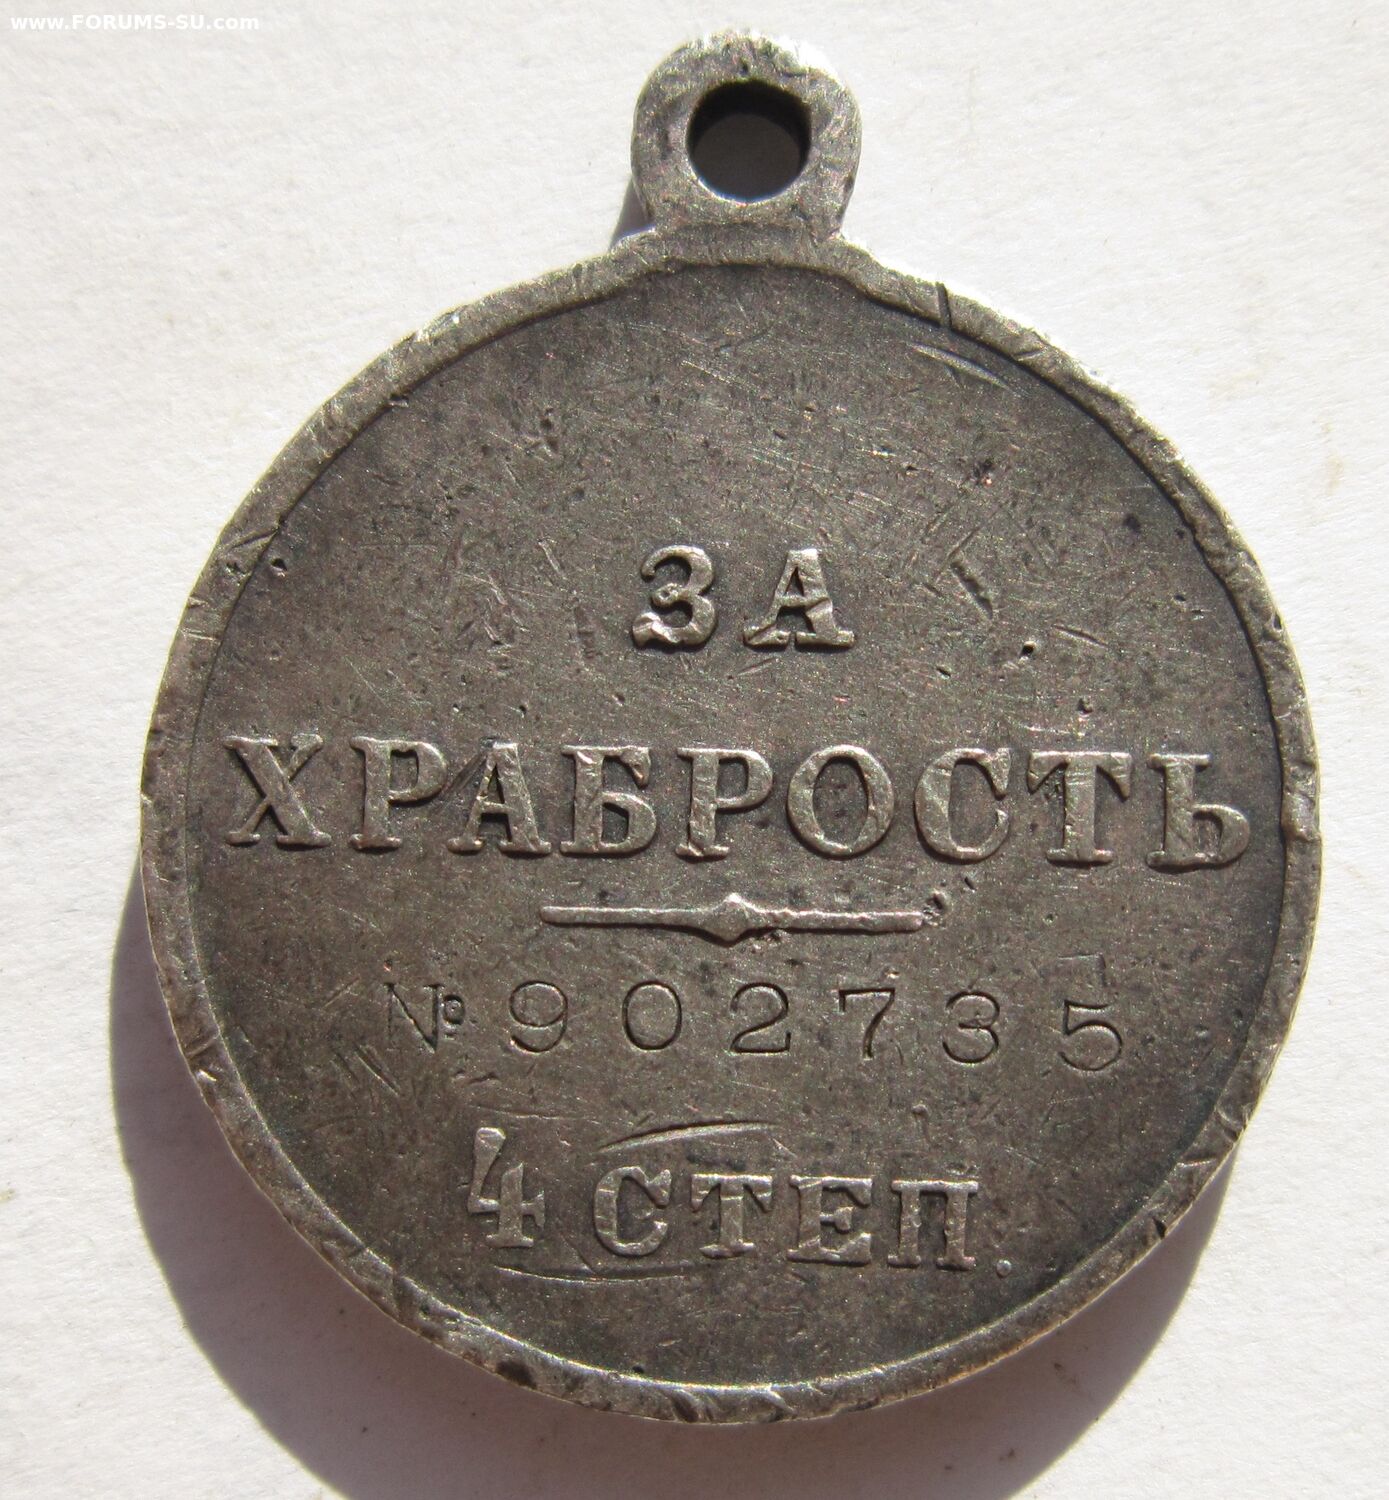 www.FORUMS-SU.com
ЗА
ХРАБРОСТЬ
№ 902735
4 СТЕП.